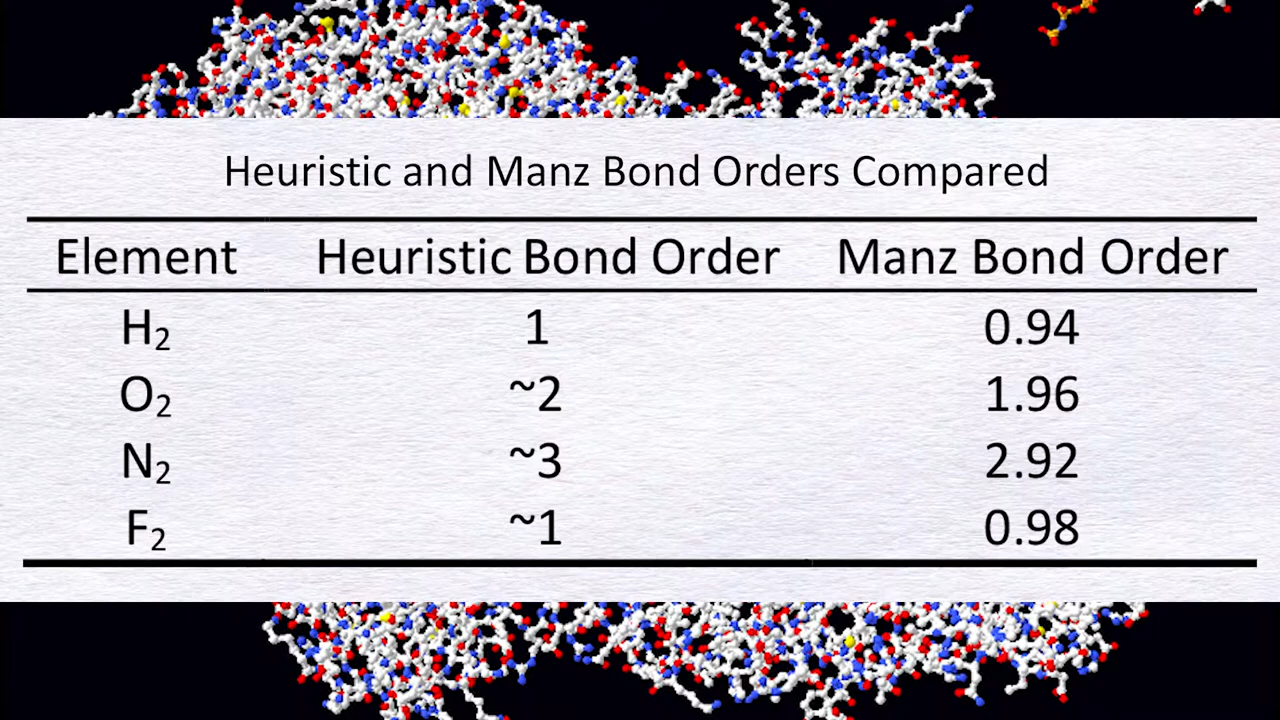 Heuristic and Manz Bond Orders Compared
Element Heuristic Bond Order Manz Bond Order
H₂ 1 0.94
O₂ ~2 1.96
N₂ ~3 2.92
F₂ ~1 0.98